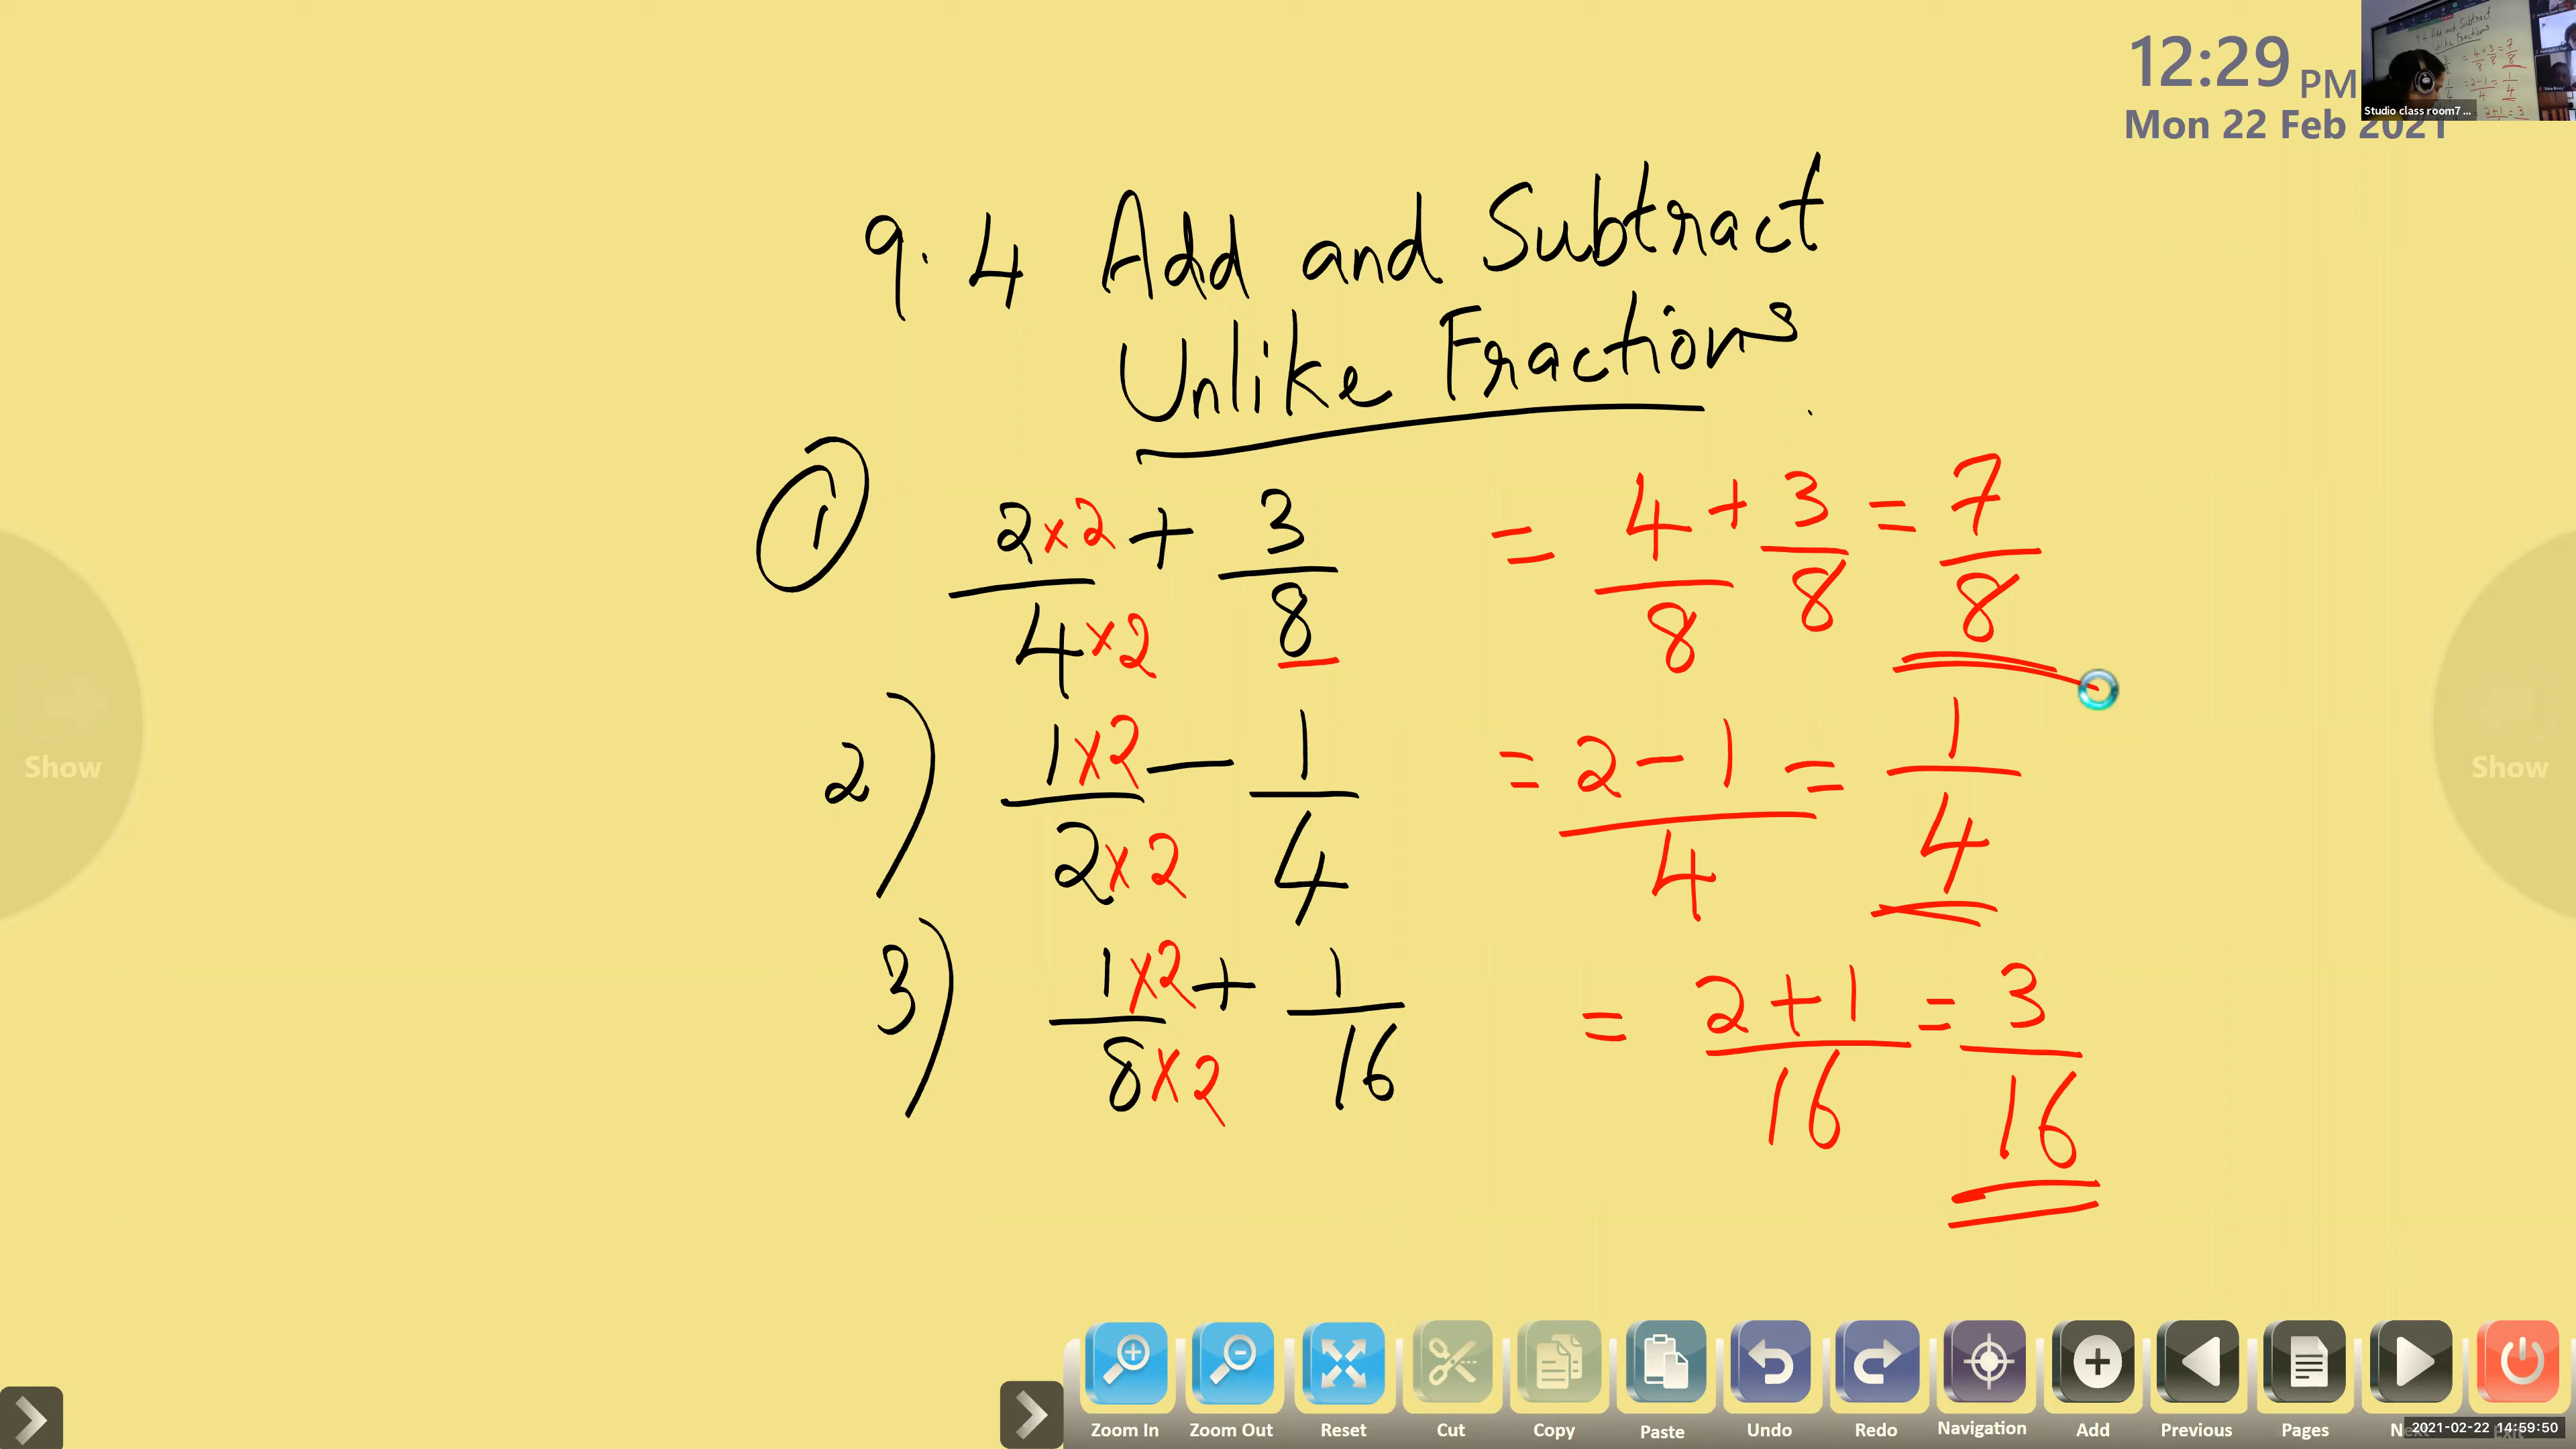 12:29 PM
Mon 22 Feb 2021
Studio class room7 ...
9.4 Add and Subtract
Unlike Fractions
① 2×2/4×2 + 3/8 = 4/8 + 3/8 = 7/8
2) 1×2/2×2 − 1/4 = 2−1/4 = 1/4
3) 1×2/8×2 + 1/16 = 2+1/16 = 3/16
Show
Show
Zoom In Zoom Out Reset Cut Copy Paste Undo Redo Navigation Add Previous Pages
2021-02-22 14:59:50